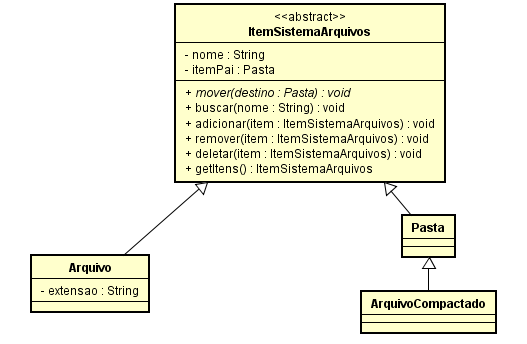 <<abstract>>
ItemSistemaArquivos
- nome : String
- itemPai : Pasta
+ mover(destino : Pasta) : void
+ buscar(nome : String) : void
+ adicionar(item : ItemSistemaArquivos) : void
+ remover(item : ItemSistemaArquivos) : void
+ deletar(item : ItemSistemaArquivos) : void
+ getItens() : ItemSistemaArquivos
Pasta
Arquivo
- extensao : String
ArquivoCompactado